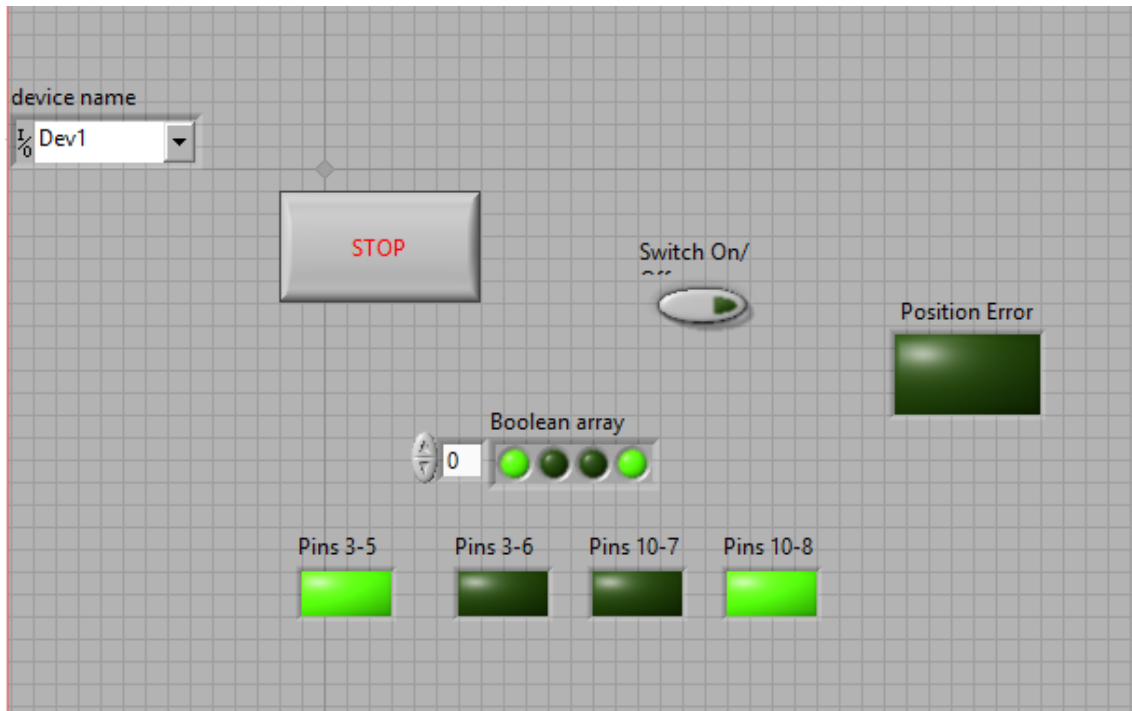 device name
I/O Dev1
STOP
Switch On/
Position Error
Boolean array
0
Pins 3-5
Pins 3-6
Pins 10-7
Pins 10-8